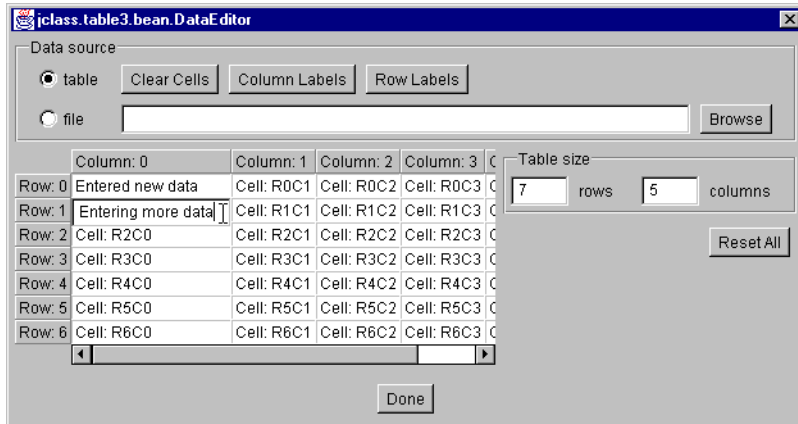 jclass.table3.bean.DataEditor
Data source
table Clear Cells Column Labels Row Labels
file Browse
Column: 0 Column: 1 Column: 2 Column: 3 C
Row: 0 Entered new data Cell: R0C1 Cell: R0C2 Cell: R0C3 C
Row: 1 Entering more data Cell: R1C1 Cell: R1C2 Cell: R1C3 C
Row: 2 Cell: R2C0 Cell: R2C1 Cell: R2C2 Cell: R2C3 C
Row: 3 Cell: R3C0 Cell: R3C1 Cell: R3C2 Cell: R3C3 C
Row: 4 Cell: R4C0 Cell: R4C1 Cell: R4C2 Cell: R4C3 C
Row: 5 Cell: R5C0 Cell: R5C1 Cell: R5C2 Cell: R5C3 C
Row: 6 Cell: R6C0 Cell: R6C1 Cell: R6C2 Cell: R6C3 C
Table size
7 rows 5 columns
Reset All
Done